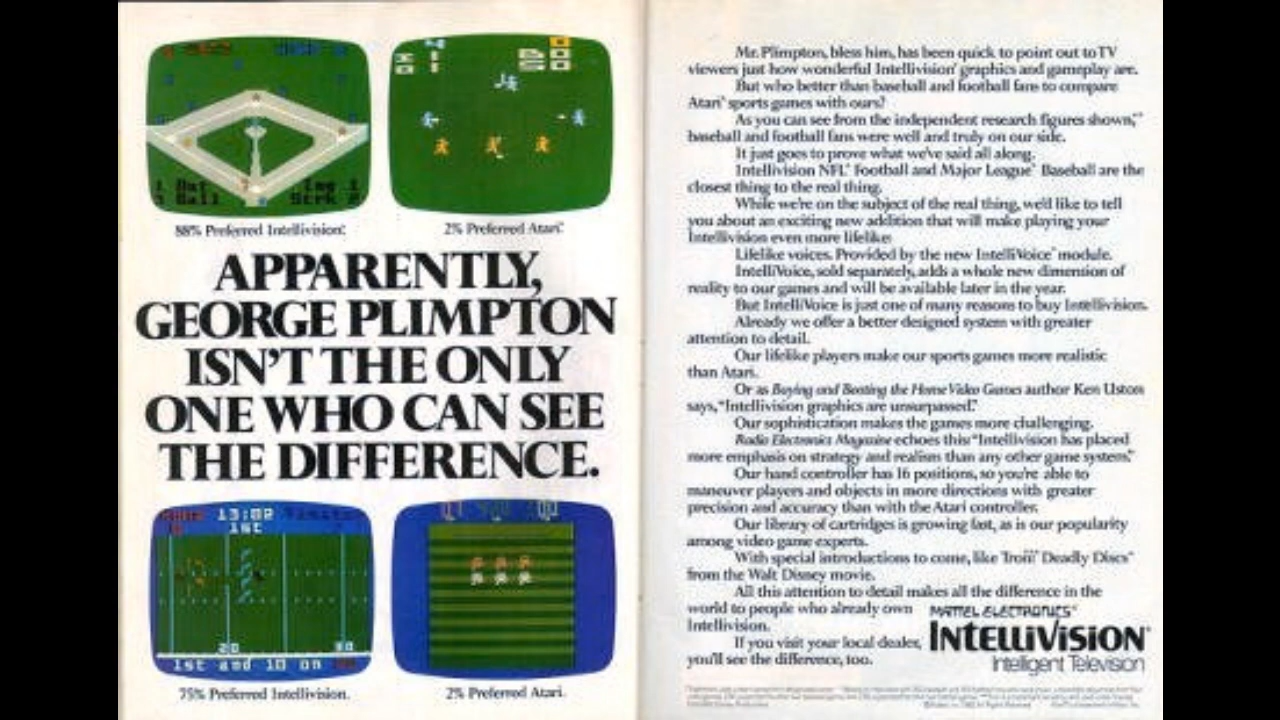 88% Preferred Intellivision.
2% Preferred Atari.
APPARENTLY,
GEORGE PLIMPTON
ISN'T THE ONLY
ONE WHO CAN SEE
THE DIFFERENCE.
13:02
1st
20
30
1st and 10 on
75% Preferred Intellivision.
2% Preferred Atari.
Mr. Plimpton, bless him, has been quick to point out to TV
viewers just how wonderful Intellivision® graphics and gameplay are.
But who better than baseball and football fans to compare
Atari® sports games with ours?
As you can see from the independent research figures shown,**
baseball and football fans were well and truly on our side.
It just goes to prove what we've said all along.
Intellivision NFL® Football and Major League® Baseball are the
closest thing to the real thing.
While we're on the subject of the real thing, we'd like to tell
you about an exciting new addition that will make playing your
Intellivision even more lifelike:
Lifelike voices. Provided by the new IntelliVoice™ module.
IntelliVoice, sold separately, adds a whole new dimension of
reality to our games and will be available later in the year.
But IntelliVoice is just one of many reasons to buy Intellivision.
Already we offer a better designed system with greater
attention to detail.
Our lifelike players make our sports games more realistic
than Atari.
Or as Buying and Beating the Home Video Games author Ken Uston
says, "Intellivision graphics are unsurpassed."
Our sophistication makes the games more challenging.
Radio Electronics Magazine echoes this "Intellivision has placed
more emphasis on strategy and realism than any other game system."
Our hand controller has 16 positions, so you're able to
maneuver players and objects in more directions with greater
precision and accuracy than with the Atari controller.
Our library of cartridges is growing fast, as is our popularity
among video game experts.
With special introductions to come, like Tron™ Deadly Discs™
from the Walt Disney movie.
All this attention to detail makes all the difference in the
world to people who already own
Intellivision.
If you visit your local dealer,
you'll see the difference, too.
MATTEL ELECTRONICS®
INTELLIVISION®
Intelligent Television